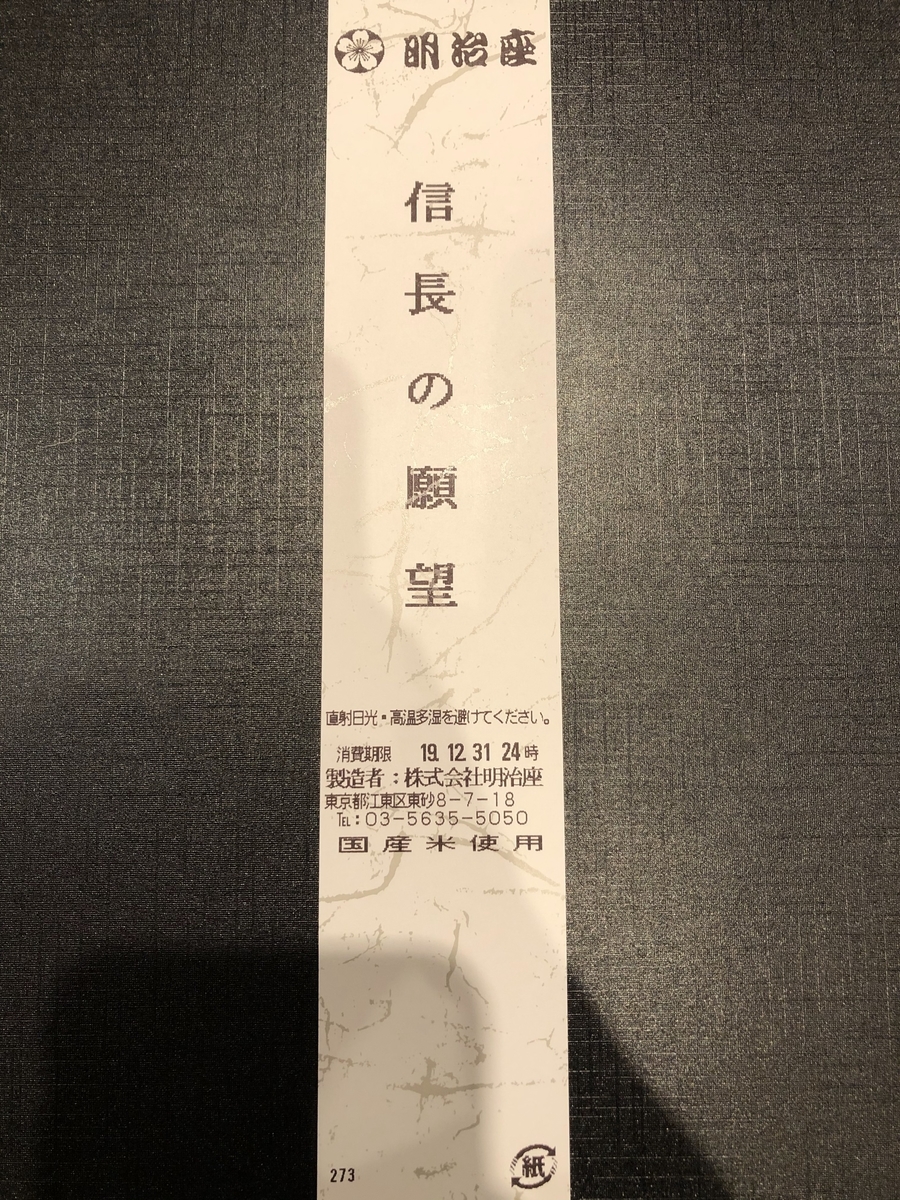 明治座
信長の願望
直射日光・高温多湿を避けてください。
消費期限 19. 12. 31 24時
製造者：株式会社明治座
東京都江東区東砂8-7-18
TEL：03-5635-5050
国産米使用
273
紙